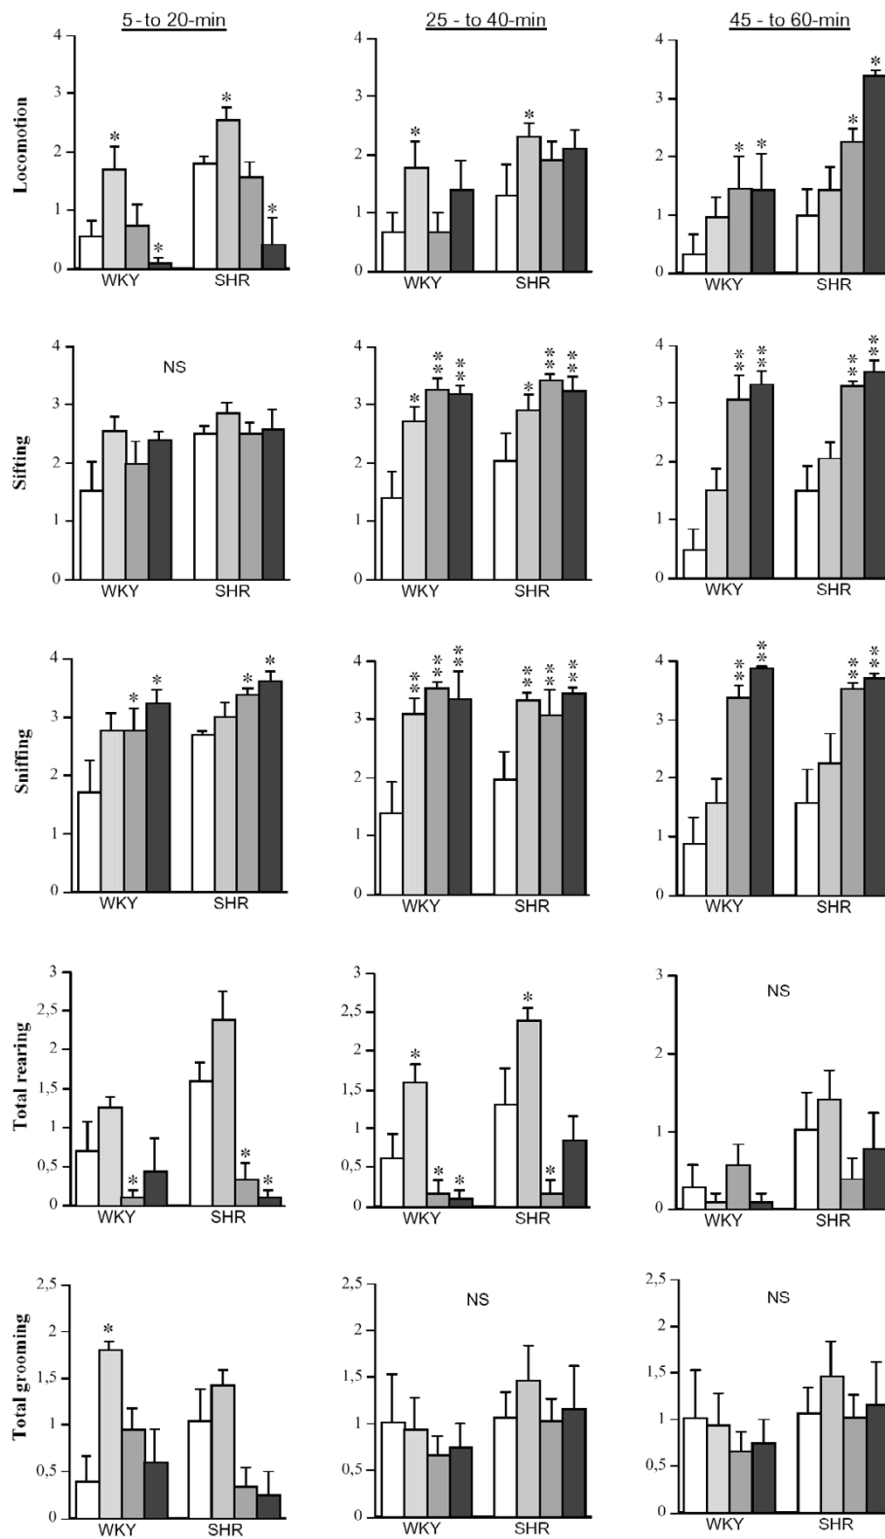 5-to 20-min 25 - to 40-min 45 - to 60-min
Locomotion
4 3 2 1 0
* * * *
WKY SHR
4 3 2 1 0
* *
WKY SHR
4 3 2 1 0
* * * *
WKY SHR
Sifting
4 3 2 1 0
NS
WKY SHR
4 3 2 1 0
* ** ** * ** **
WKY SHR
4 3 2 1 0
** ** ** **
WKY SHR
Sniffing
4 3 2 1 0
* * * *
WKY SHR
4 3 2 1 0
** ** ** ** ** **
WKY SHR
4 3 2 1 0
** ** ** **
WKY SHR
Total rearing
3 2,5 2 1,5 1 0,5 0
* * *
WKY SHR
3 2,5 2 1,5 1 0,5 0
* * * * *
WKY SHR
3 2 1 0
NS
WKY SHR
Total grooming
2,5 2 1,5 1 0,5 0
*
WKY SHR
2,5 2 1,5 1 0,5 0
NS
WKY SHR
2,5 2 1,5 1 0,5 0
NS
WKY SHR